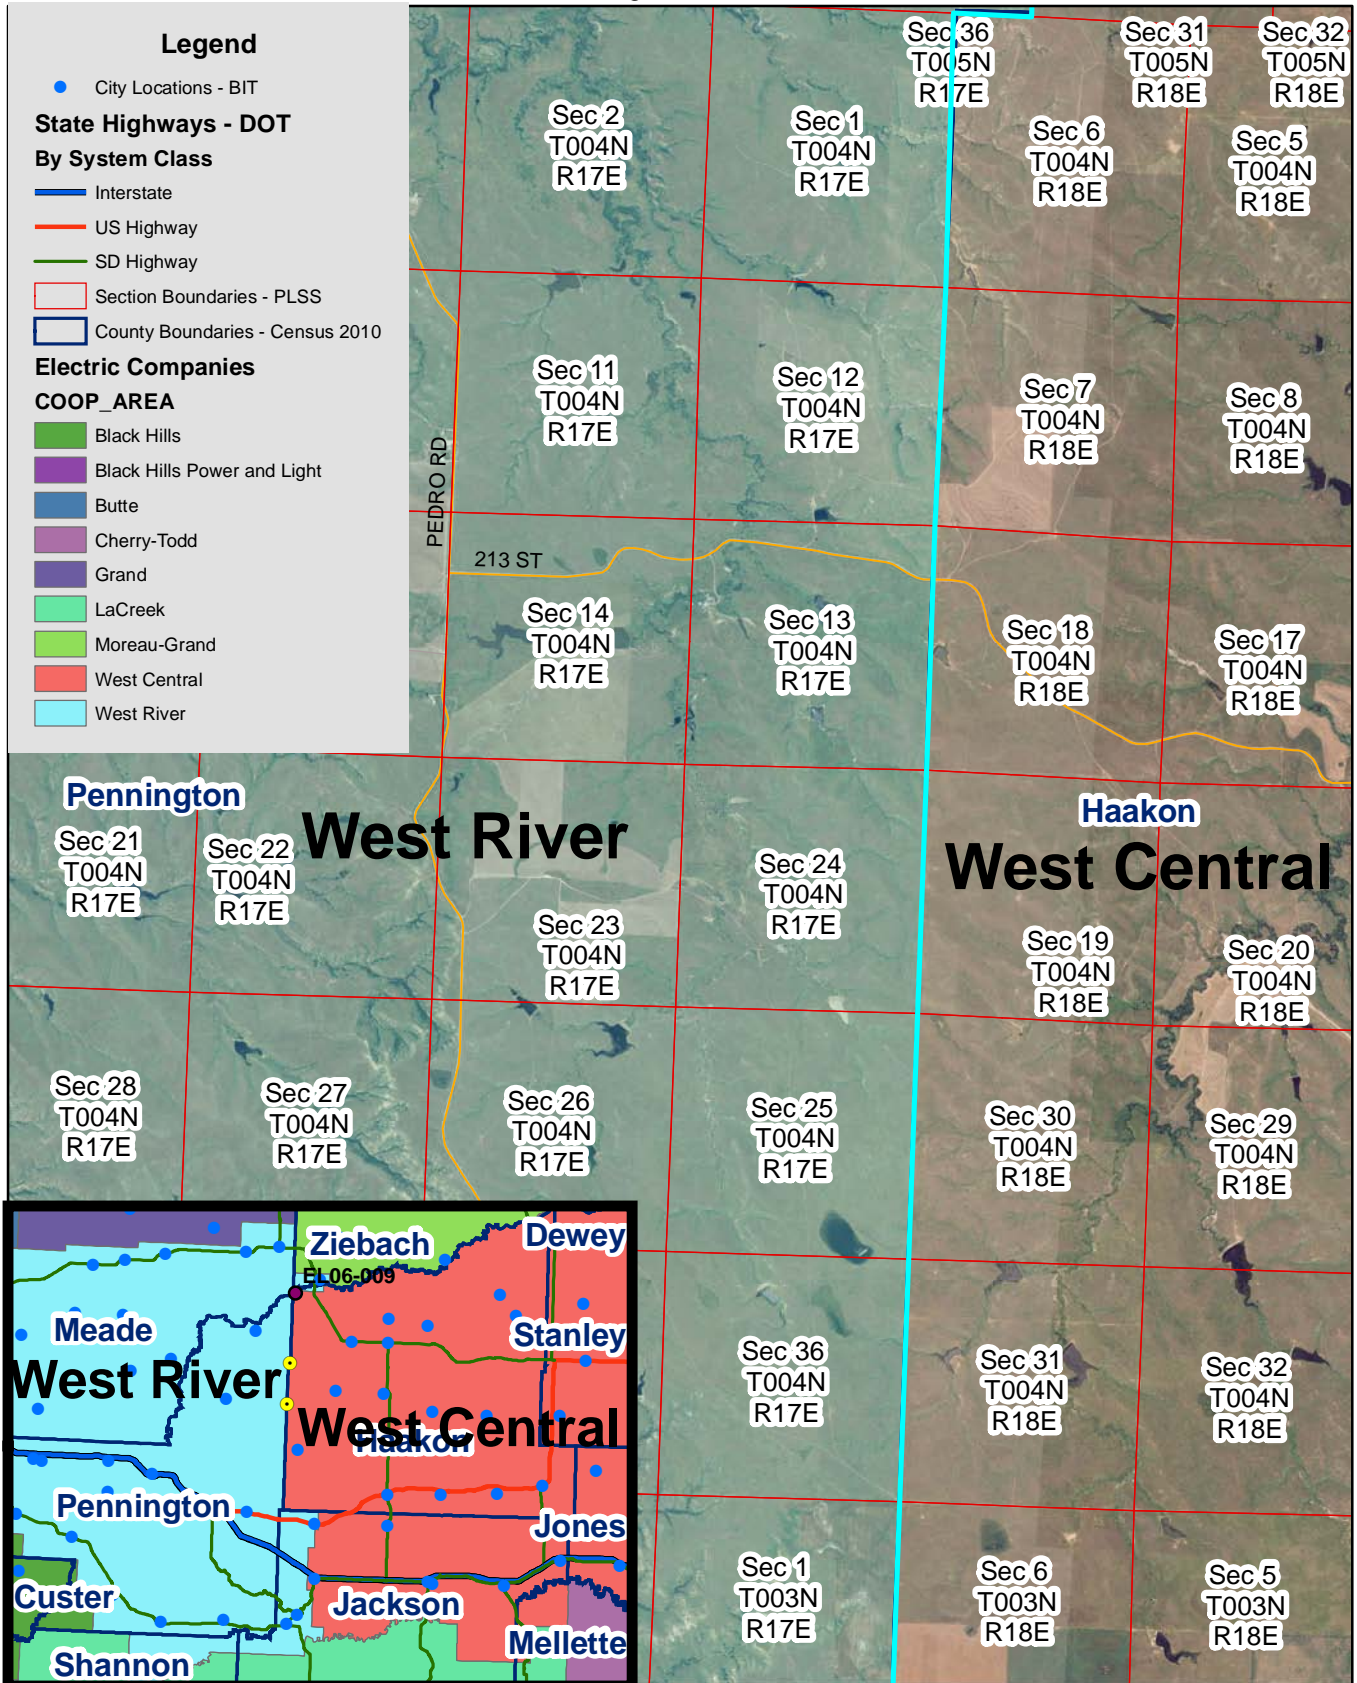 Legend
City Locations - BIT
State Highways - DOT
By System Class
Interstate
US Highway
SD Highway
Section Boundaries - PLSS
County Boundaries - Census 2010
Electric Companies
COOP_AREA
Black Hills
Black Hills Power and Light
Butte
Cherry-Todd
Grand
LaCreek
Moreau-Grand
West Central
West River
Sec 36
T005N
R17E
Sec 31
T005N
R18E
Sec 32
T005N
R18E
Sec 2
T004N
R17E
Sec 1
T004N
R17E
Sec 6
T004N
R18E
Sec 5
T004N
R18E
Sec 11
T004N
R17E
Sec 12
T004N
R17E
Sec 7
T004N
R18E
Sec 8
T004N
R18E
PEDRO RD
213 ST
Sec 14
T004N
R17E
Sec 13
T004N
R17E
Sec 18
T004N
R18E
Sec 17
T004N
R18E
Pennington
Haakon
West River
West Central
Sec 21
T004N
R17E
Sec 22
T004N
R17E
Sec 23
T004N
R17E
Sec 24
T004N
R17E
Sec 19
T004N
R18E
Sec 20
T004N
R18E
Sec 28
T004N
R17E
Sec 27
T004N
R17E
Sec 26
T004N
R17E
Sec 25
T004N
R17E
Sec 30
T004N
R18E
Sec 29
T004N
R18E
Sec 36
T004N
R17E
Sec 31
T004N
R18E
Sec 32
T004N
R18E
Sec 1
T003N
R17E
Sec 6
T003N
R18E
Sec 5
T003N
R18E
Ziebach
Dewey
EL06-009
Meade
Stanley
West River
West Central
Haakon
Pennington
Jones
Custer
Jackson
Mellette
Shannon